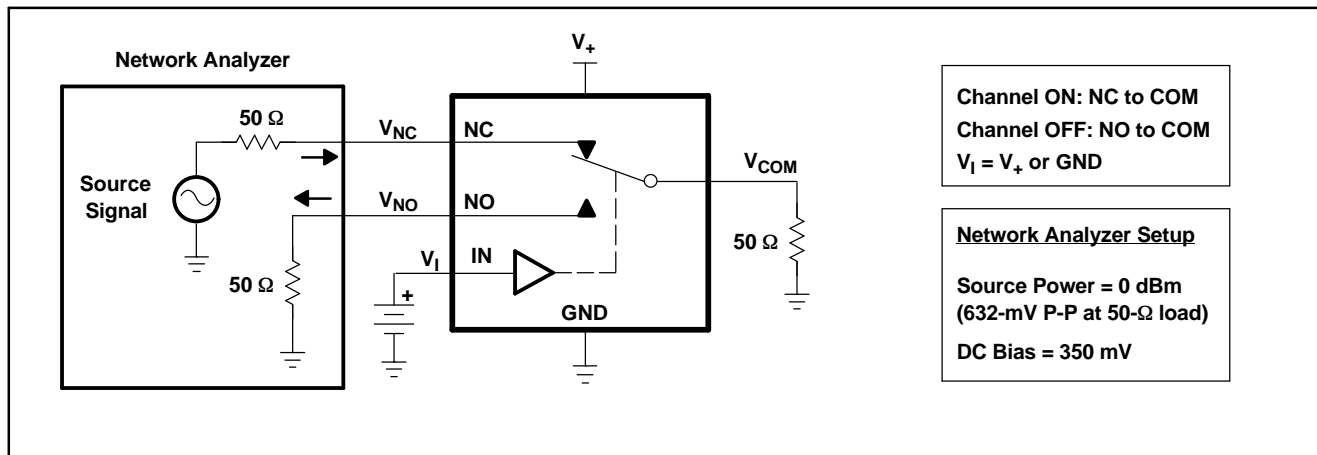 Network Analyzer
50 Ω
Source
Signal
50 Ω
V+
VNC
NC
VNO
NO
VI
IN
+
GND
VCOM
50 Ω
Channel ON: NC to COM
Channel OFF: NO to COM
VI = V+ or GND
Network Analyzer Setup
Source Power = 0 dBm
(632-mV P-P at 50-Ω load)
DC Bias = 350 mV